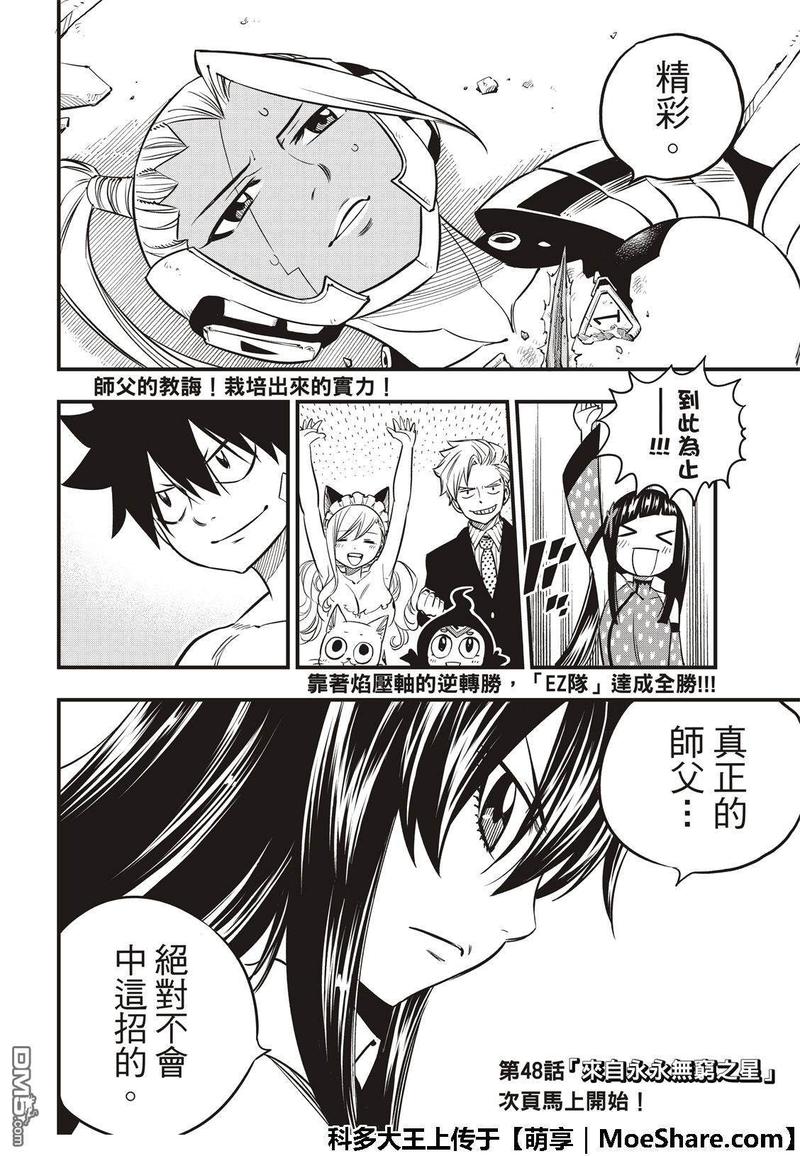 精彩。
師父的教誨！栽培出來的實力！
到此為止
——!!!
靠著焰壓軸的逆轉勝，「EZ隊」達成全勝!!!
真正的
師父…
絕對不會
中這招的。
第48話「來自永永無窮之星」
次頁馬上開始！
DM5.com
科多大王上传于【萌享｜MoeShare.com】